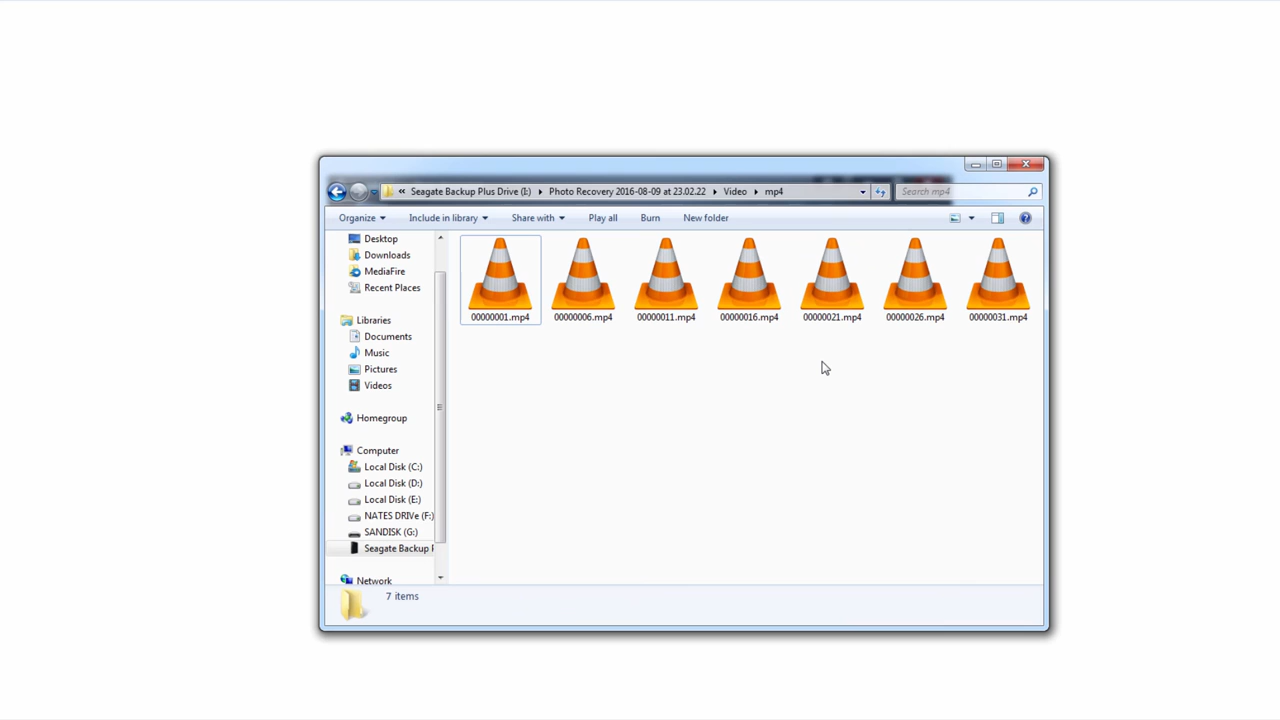 « Seagate Backup Plus Drive (I:) Photo Recovery 2016-08-09 at 23.02.22 Video mp4
Search mp4
Organize Include in library Share with Play all Burn New folder
Desktop
Downloads
MediaFire
Recent Places
Libraries
Documents
Music
Pictures
Videos
Homegroup
Computer
Local Disk (C:)
Local Disk (D:)
Local Disk (E:)
NATES DRIVe (F:)
SANDISK (G:)
Seagate Backup P
Network
00000001.mp4 00000006.mp4 00000011.mp4 00000016.mp4 00000021.mp4 00000026.mp4 00000031.mp4
7 items